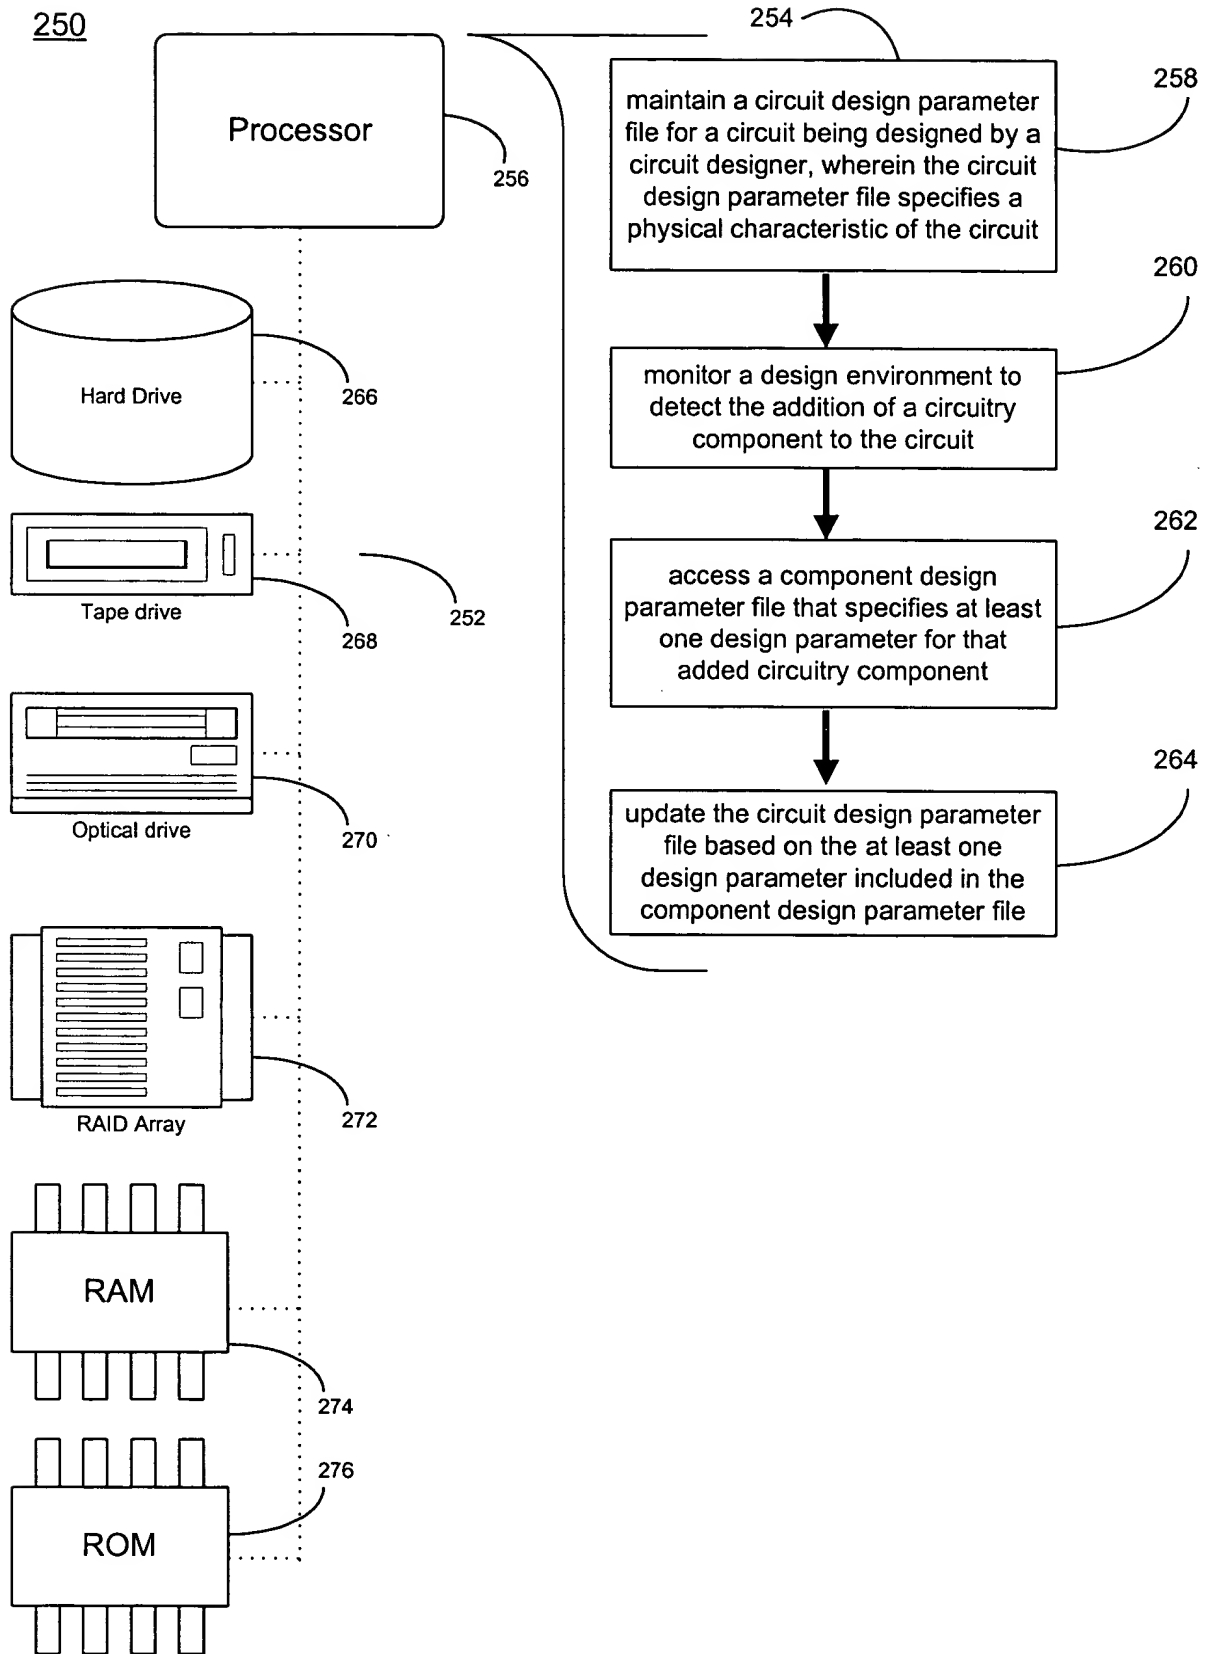 250
Processor
256
Hard Drive
266
Tape drive
268
252
Optical drive
270
RAID Array
272
RAM
274
276
ROM
254
maintain a circuit design parameter
file for a circuit being designed by a
circuit designer, wherein the circuit
design parameter file specifies a
physical characteristic of the circuit
258
260
monitor a design environment to
detect the addition of a circuitry
component to the circuit
262
access a component design
parameter file that specifies at least
one design parameter for that
added circuitry component
264
update the circuit design parameter
file based on the at least one
design parameter included in the
component design parameter file